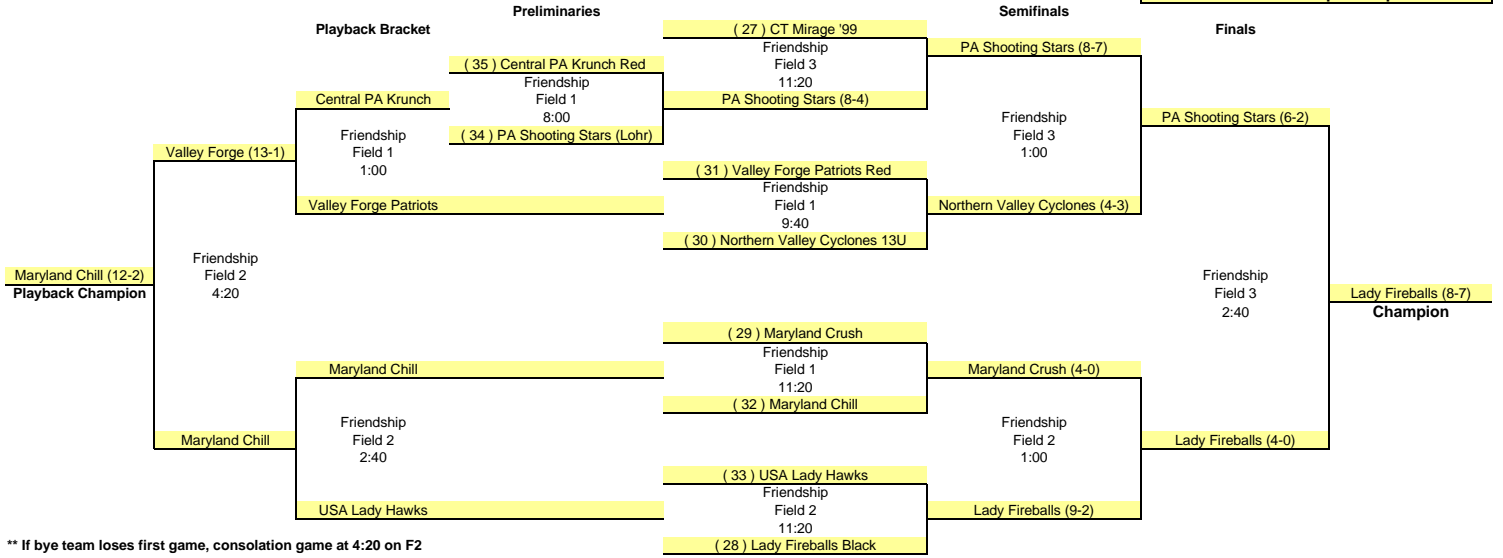 Preliminaries
Semifinals
Playback Bracket
( 27 ) CT Mirage '99
Finals
Friendship
Field 3
11:20
PA Shooting Stars (8-7)
( 35 ) Central PA Krunch Red
Friendship
Field 1
8:00
Central PA Krunch
PA Shooting Stars (8-4)
( 34 ) PA Shooting Stars (Lohr)
Friendship
Field 1
1:00
Friendship
Field 3
1:00
PA Shooting Stars (6-2)
Valley Forge (13-1)
( 31 ) Valley Forge Patriots Red
Friendship
Field 1
9:40
Valley Forge Patriots
Northern Valley Cyclones (4-3)
( 30 ) Northern Valley Cyclones 13U
Friendship
Field 2
4:20
Maryland Chill (12-2)
Playback Champion
Friendship
Field 3
2:40
Lady Fireballs (8-7)
Champion
( 29 ) Maryland Crush
Friendship
Field 1
11:20
Maryland Chill
Maryland Crush (4-0)
( 32 ) Maryland Chill
Friendship
Field 2
2:40
Friendship
Field 2
1:00
Maryland Chill
Lady Fireballs (4-0)
( 33 ) USA Lady Hawks
Friendship
Field 2
11:20
USA Lady Hawks
Lady Fireballs (9-2)
( 28 ) Lady Fireballs Black
** If bye team loses first game, consolation game at 4:20 on F2